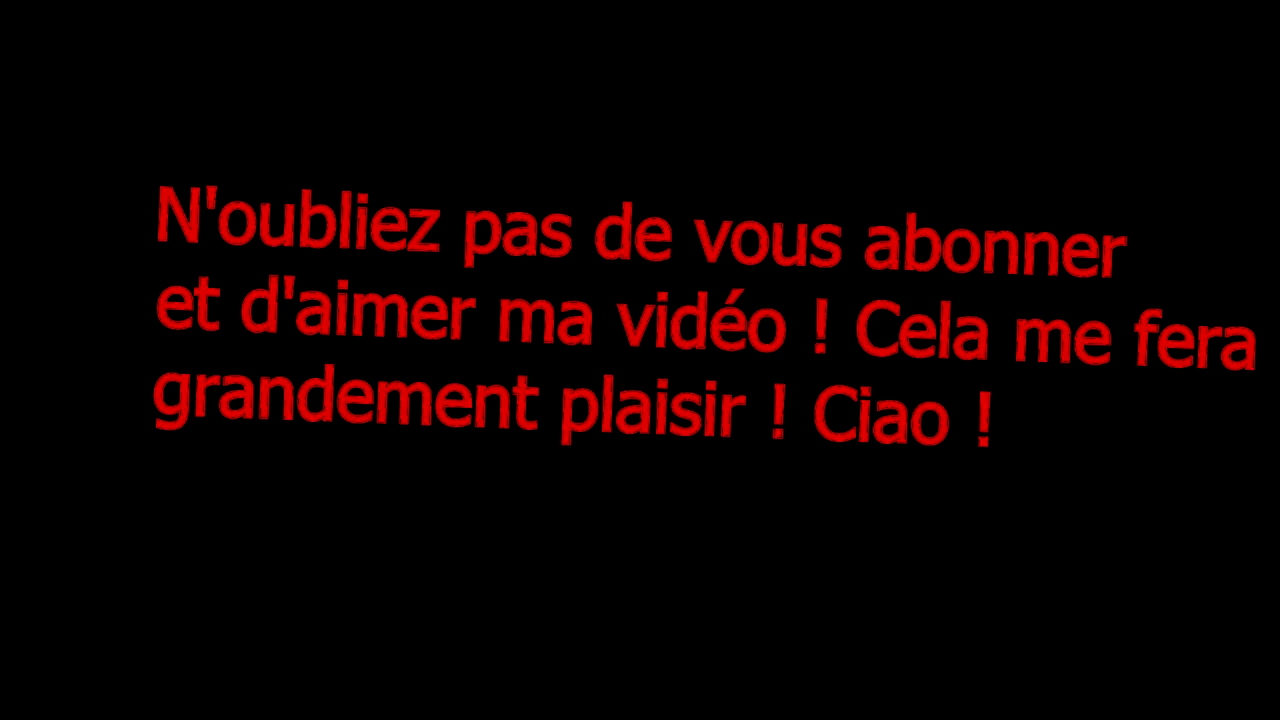 N'oubliez pas de vous abonner
et d'aimer ma vidéo ! Cela me fera
grandement plaisir ! Ciao !